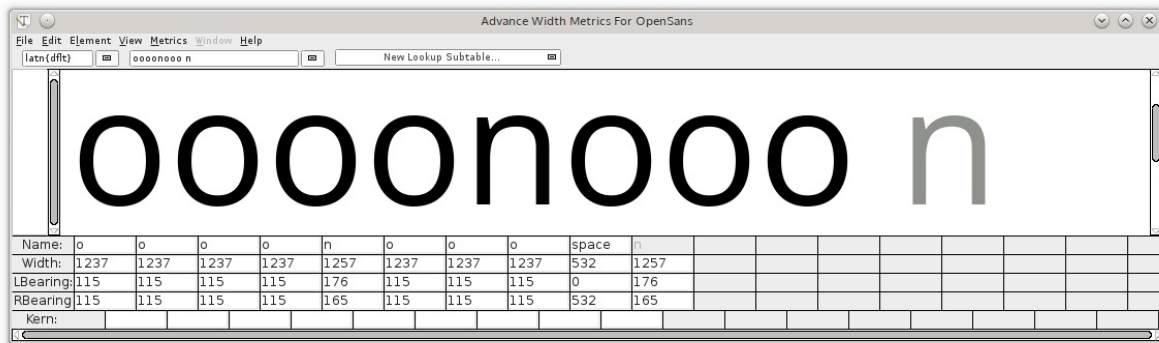 Advance Width Metrics For OpenSans
File Edit Element View Metrics Window Help
latn{dflt} oooonooo n New Lookup Subtable...
oooonooo n
Name: o o o o n o o o space n
Width: 1237 1237 1237 1237 1257 1237 1237 1237 532 1257
LBearing: 115 115 115 115 176 115 115 115 0 176
RBearing 115 115 115 115 165 115 115 115 532 165
Kern: